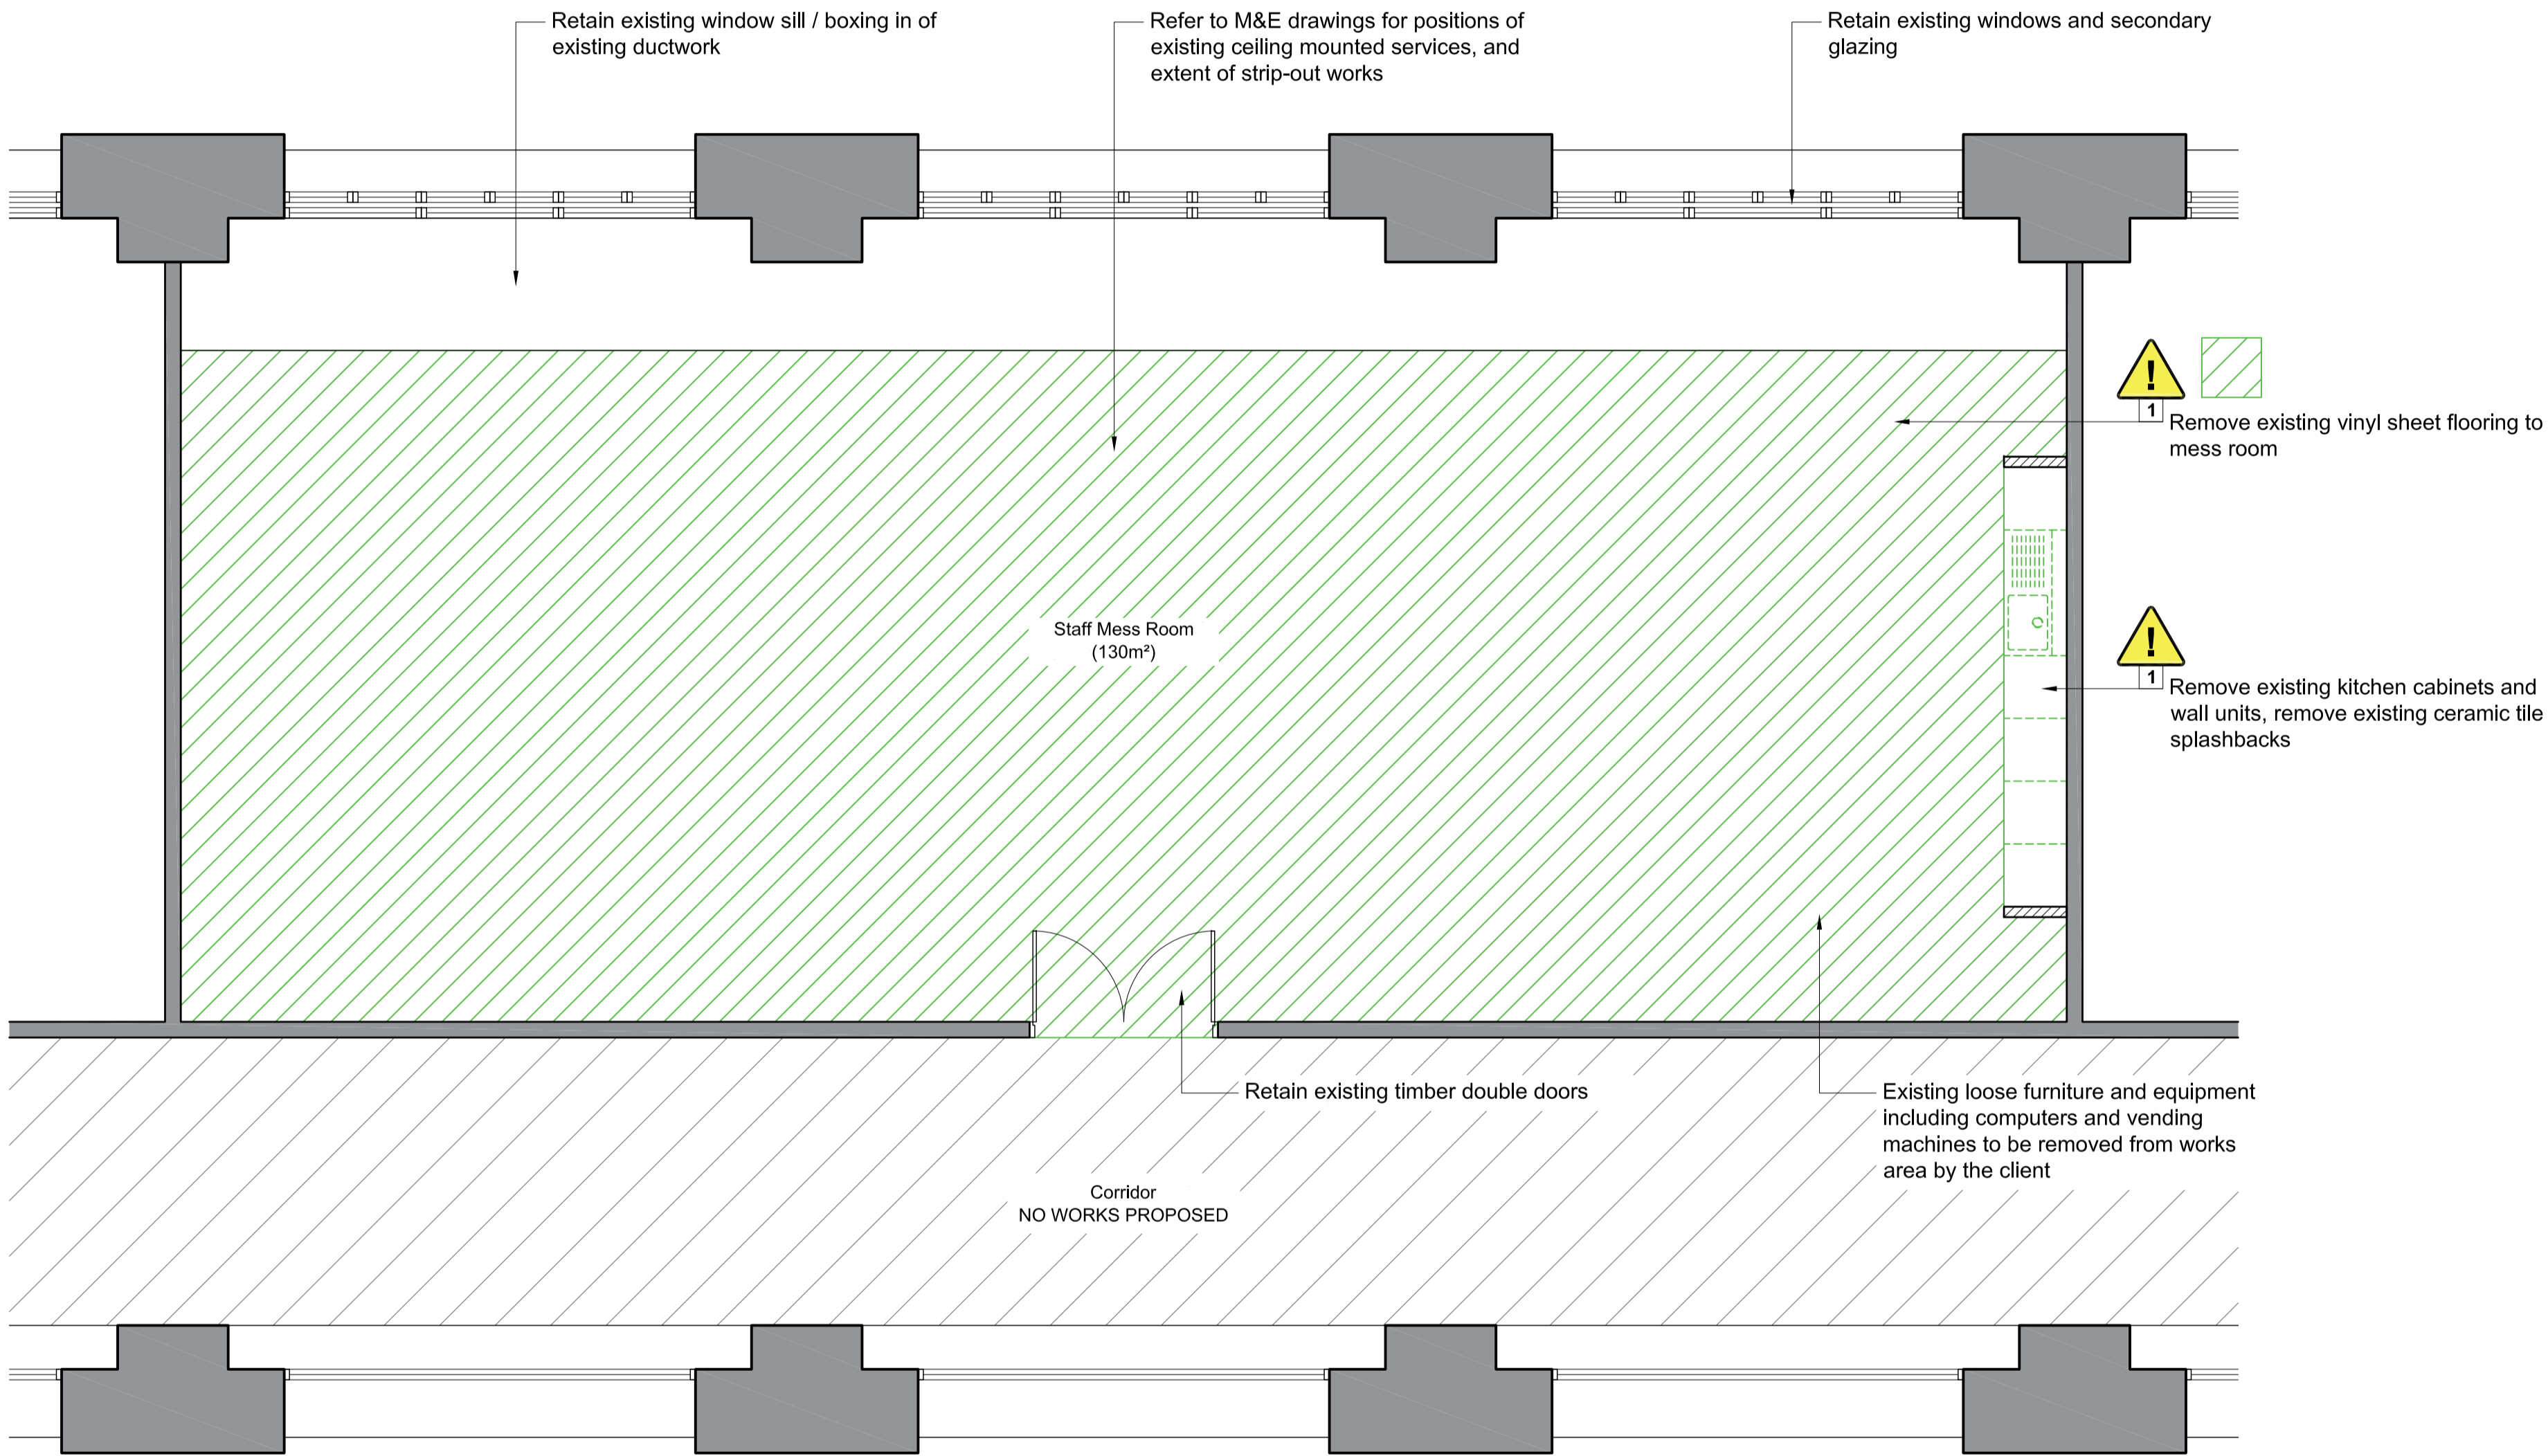 Retain existing window sill / boxing in of
existing ductwork
Refer to M&E drawings for positions of
existing ceiling mounted services, and
extent of strip-out works
Retain existing windows and secondary
glazing
!
1
Remove existing vinyl sheet flooring to
mess room
Staff Mess Room
(130m²)
!
1
Remove existing kitchen cabinets and
wall units, remove existing ceramic tile
splashbacks
Retain existing timber double doors
Existing loose furniture and equipment
including computers and vending
machines to be removed from works
area by the client
Corridor
NO WORKS PROPOSED